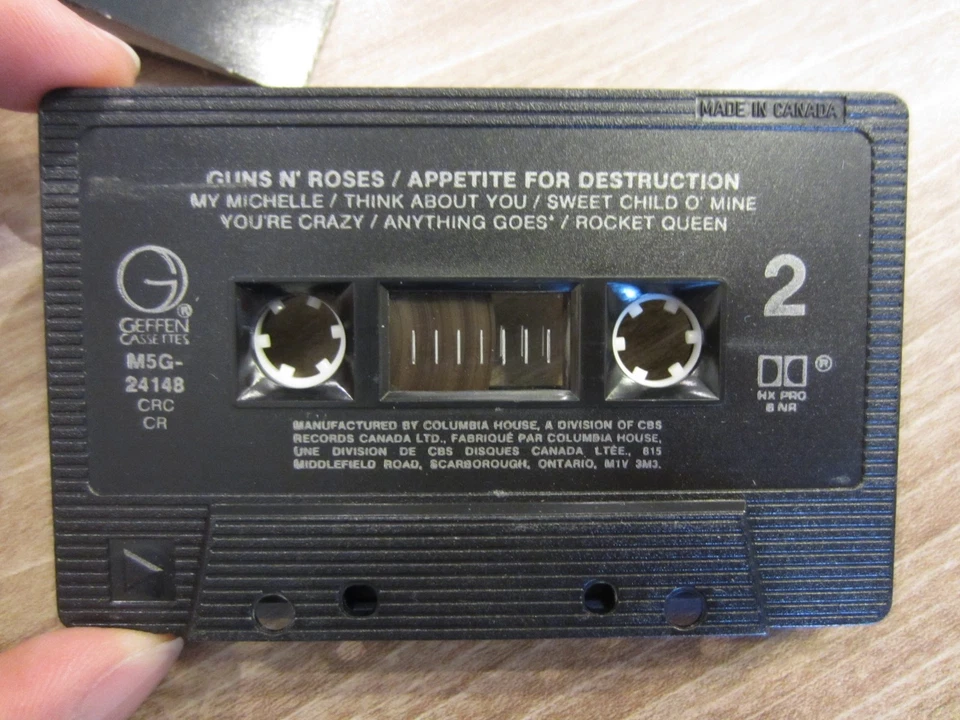 MADE IN CANADA
GUNS N' ROSES / APPETITE FOR DESTRUCTION
MY MICHELLE / THINK ABOUT YOU / SWEET CHILD O' MINE
YOU'RE CRAZY / ANYTHING GOES* / ROCKET QUEEN
G®
GEFFEN
CASSETTES
M5G-
24148
CRC
CR
2
®
HX PRO
B NR
MANUFACTURED BY COLUMBIA HOUSE, A DIVISION OF CBS
RECORDS CANADA LTD., FABRIQUÉ PAR COLUMBIA HOUSE,
UNE DIVISION DE CBS DISQUES CANADA LTÉE., 615
MIDDLEFIELD ROAD, SCARBOROUGH, ONTARIO, M1V 3M3.